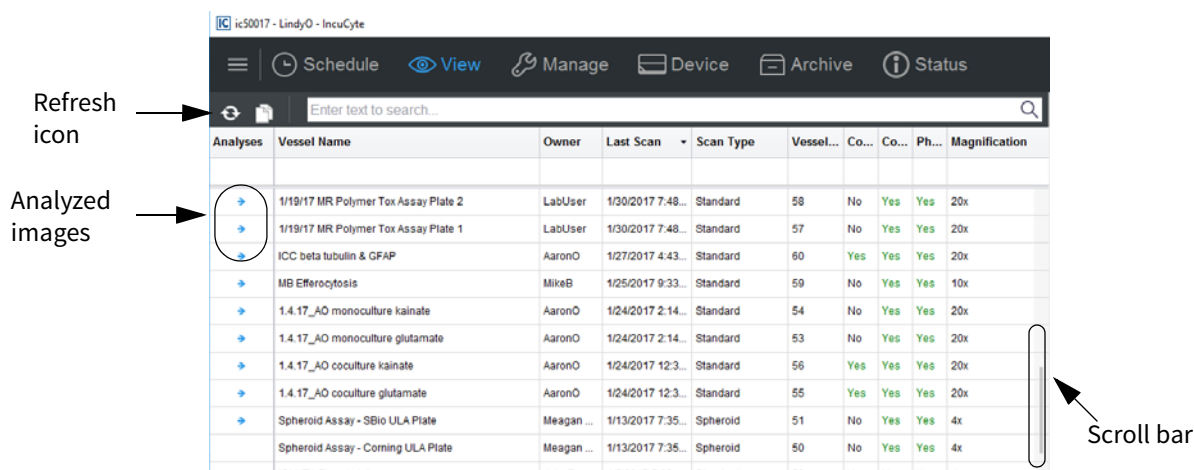 IC ic50017 - LindyO - IncuCyte
Schedule View Manage Device Archive Status
Refresh icon
Enter text to search...
Analyses Vessel Name Owner Last Scan Scan Type Vessel... Co... Co... Ph... Magnification
Analyzed images
1/19/17 MR Polymer Tox Assay Plate 2 LabUser 1/30/2017 7:48... Standard 58 No Yes Yes 20x
1/19/17 MR Polymer Tox Assay Plate 1 LabUser 1/30/2017 7:48... Standard 57 No Yes Yes 20x
ICC beta tubulin & GFAP AaronO 1/27/2017 4:43... Standard 60 Yes Yes Yes 20x
MB Efferocytosis MikeB 1/25/2017 9:33... Standard 59 No Yes Yes 10x
1.4.17_AO monoculture kainate AaronO 1/24/2017 2:14... Standard 54 No Yes Yes 20x
1.4.17_AO monoculture glutamate AaronO 1/24/2017 2:14... Standard 53 No Yes Yes 20x
1.4.17_AO coculture kainate AaronO 1/24/2017 12:3... Standard 56 Yes Yes Yes 20x
1.4.17_AO coculture glutamate AaronO 1/24/2017 12:3... Standard 55 Yes Yes Yes 20x
Spheroid Assay - SBio ULA Plate Meagan ... 1/13/2017 7:35... Spheroid 51 No Yes Yes 4x
Spheroid Assay - Corning ULA Plate Meagan ... 1/13/2017 7:35... Spheroid 50 No Yes Yes 4x
Scroll bar